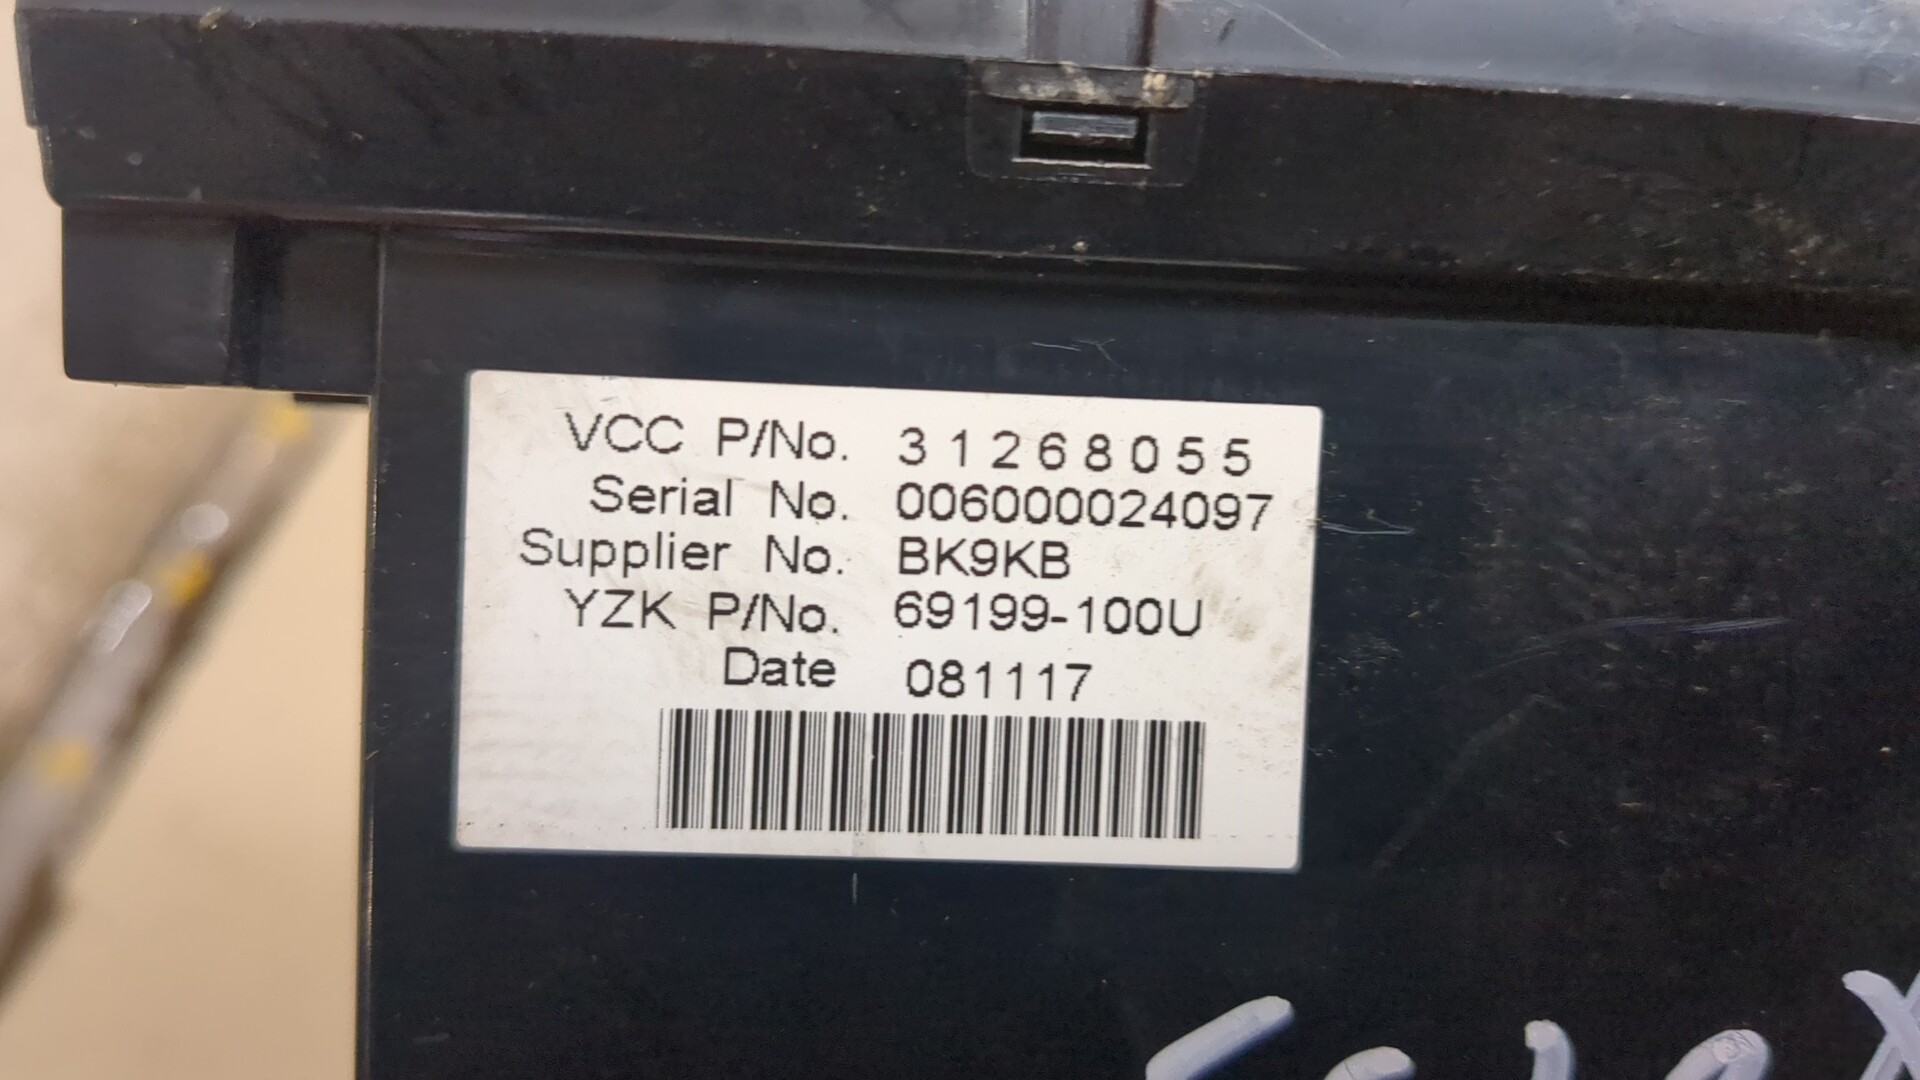 VCC P/No. 31268055
Serial No. 006000024097
Supplier No. BK9KB
YZK P/No. 69199-100U
Date 081117